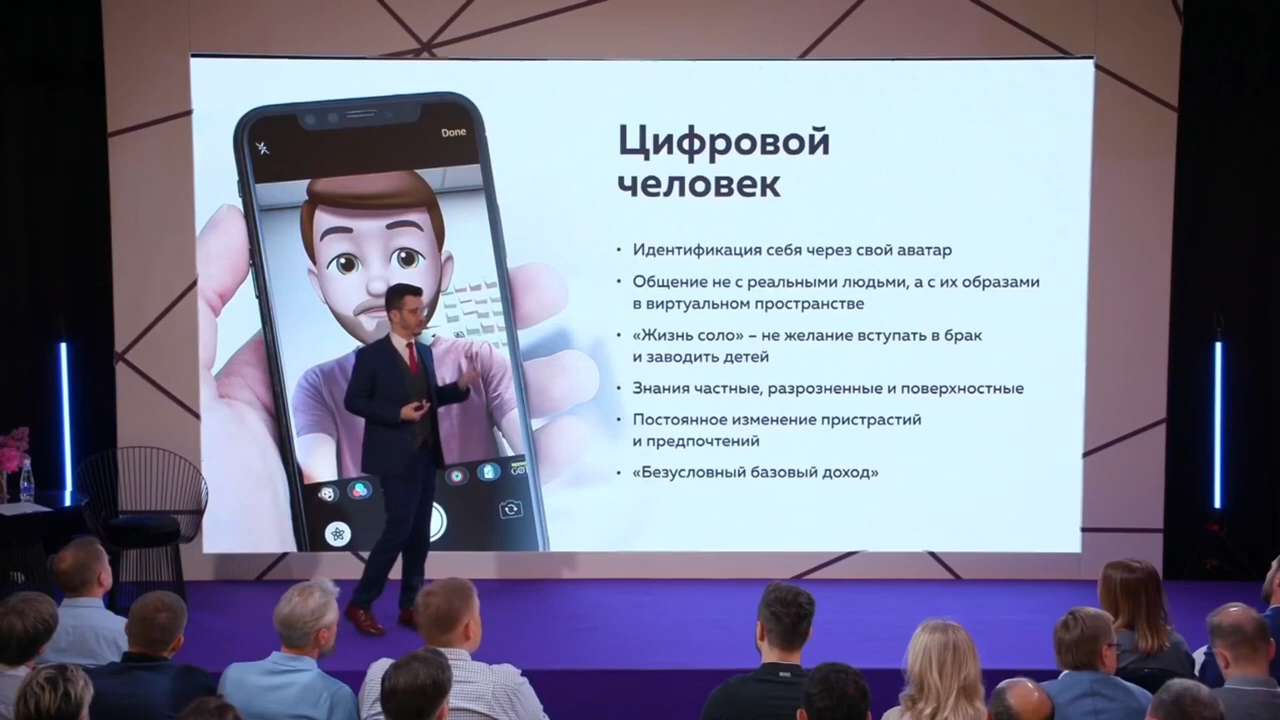 Done
Цифровой
человек
• Идентификация себя через свой аватар
• Общение не с реальными людьми, а с их образами
в виртуальном пространстве
• «Жизнь соло» – не желание вступать в брак
и заводить детей
• Знания частные, разрозненные и поверхностные
• Постоянное изменение пристрастий
и предпочтений
• «Безусловный базовый доход»
BOSS